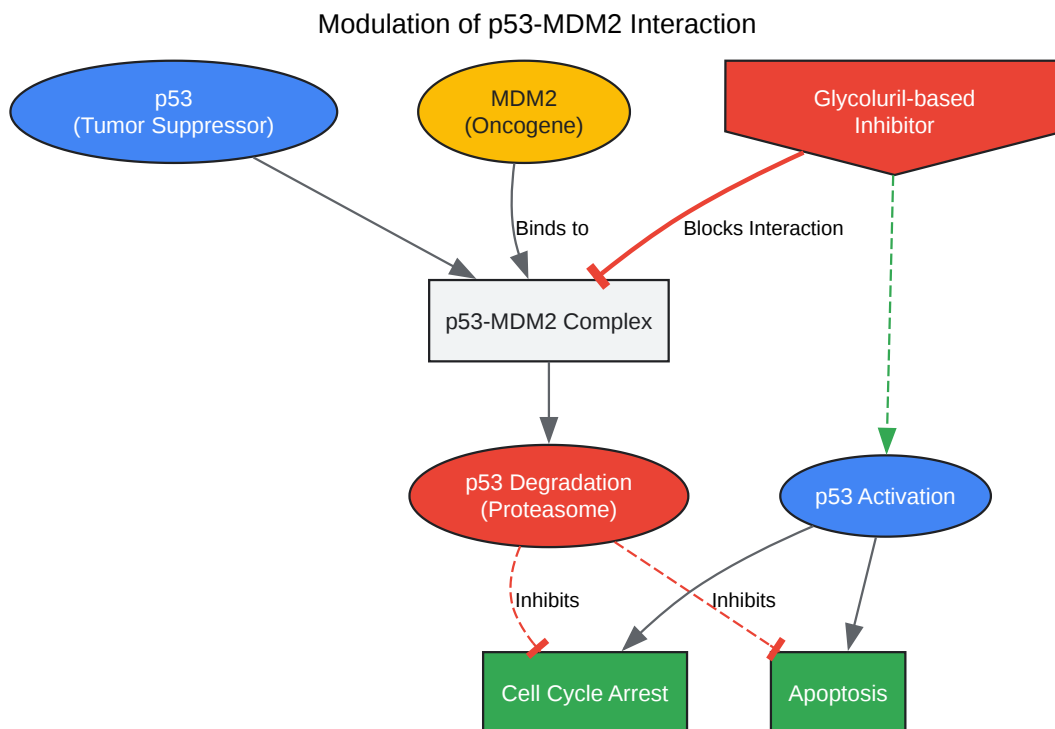 Modulation of p53-MDM2 Interaction
p53
(Tumor Suppressor)
MDM2
(Oncogene)
Glycoluril-based
Inhibitor
Binds to
Blocks Interaction
p53-MDM2 Complex
p53 Degradation
(Proteasome)
p53 Activation
Inhibits
Inhibits
Cell Cycle Arrest
Apoptosis